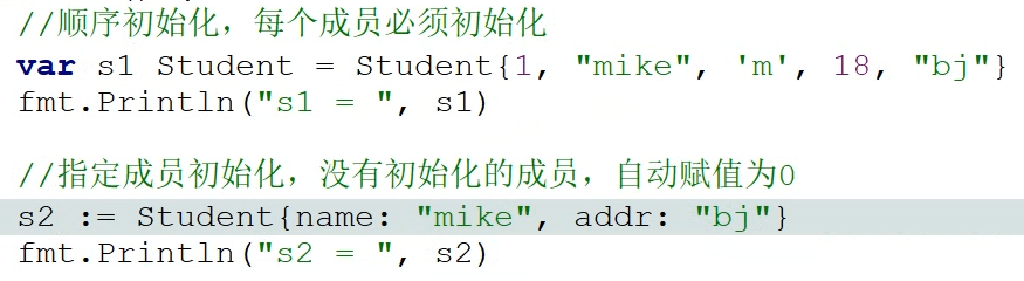 //顺序初始化，每个成员必须初始化
var s1 Student = Student{1, "mike", 'm', 18, "bj"}
fmt.Println("s1 = ", s1)
//指定成员初始化，没有初始化的成员，自动赋值为0
s2 := Student{name: "mike", addr: "bj"}
fmt.Println("s2 = ", s2)